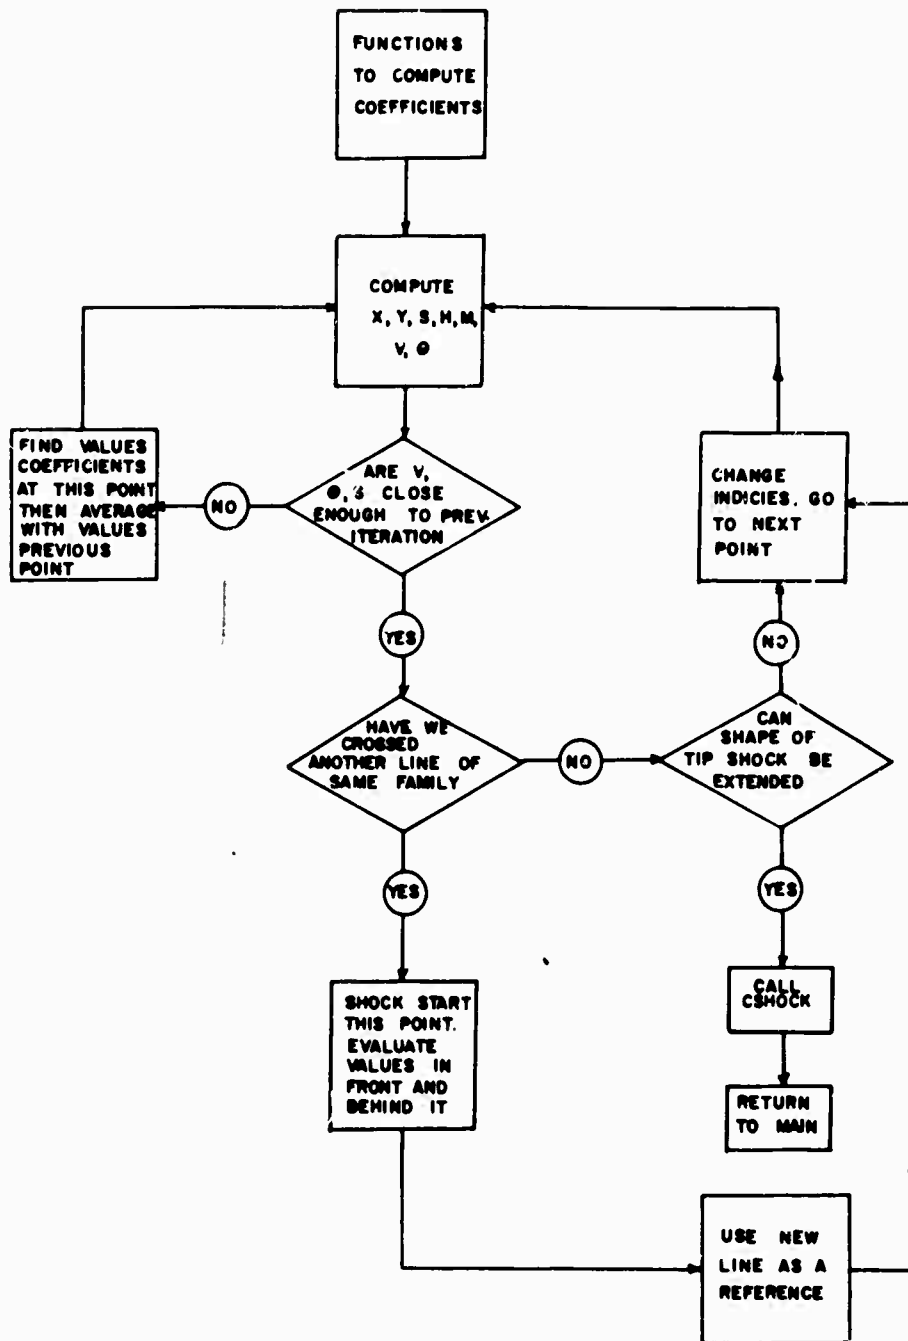 FUNCTIONS
TO COMPUTE
COEFFICIENTS
COMPUTE
X, Y, S, H, M,
V, Θ
FIND VALUES
COEFFICIENTS
AT THIS POINT
THEN AVERAGE
WITH VALUES
PREVIOUS
POINT
NO
ARE V,
Θ, S CLOSE
ENOUGH TO PREV.
ITERATION
CHANGE
INDICIES, GO
TO NEXT
POINT
YES
NO
HAVE WE
CROSSED
ANOTHER LINE OF
SAME FAMILY
NO
CAN
SHAPE OF
TIP SHOCK BE
EXTENDED
YES
YES
SHOCK START
THIS POINT.
EVALUATE
VALUES IN
FRONT AND
BEHIND IT
CALL
CSHOCK
RETURN
TO MAIN
USE NEW
LINE AS A
REFERENCE